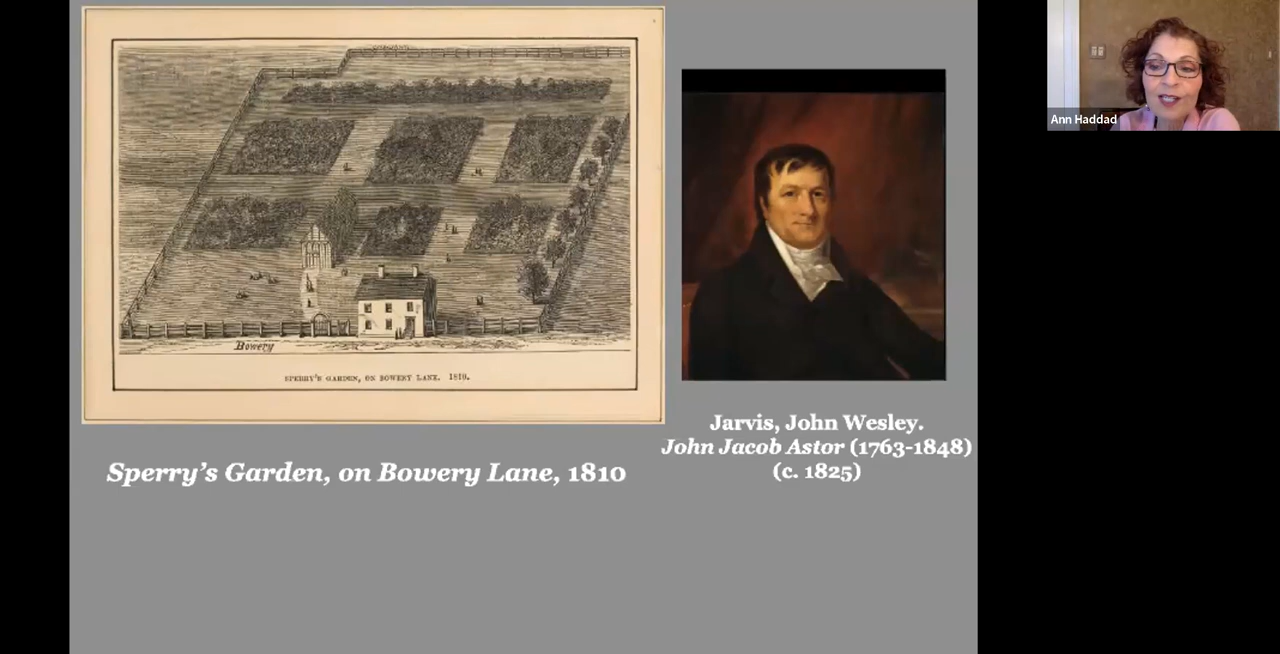 Bowery
SPERRY'S GARDEN, ON BOWERY LANE. 1810.
Sperry's Garden, on Bowery Lane, 1810
Jarvis, John Wesley.
John Jacob Astor (1763-1848)
(c. 1825)
Ann Haddad